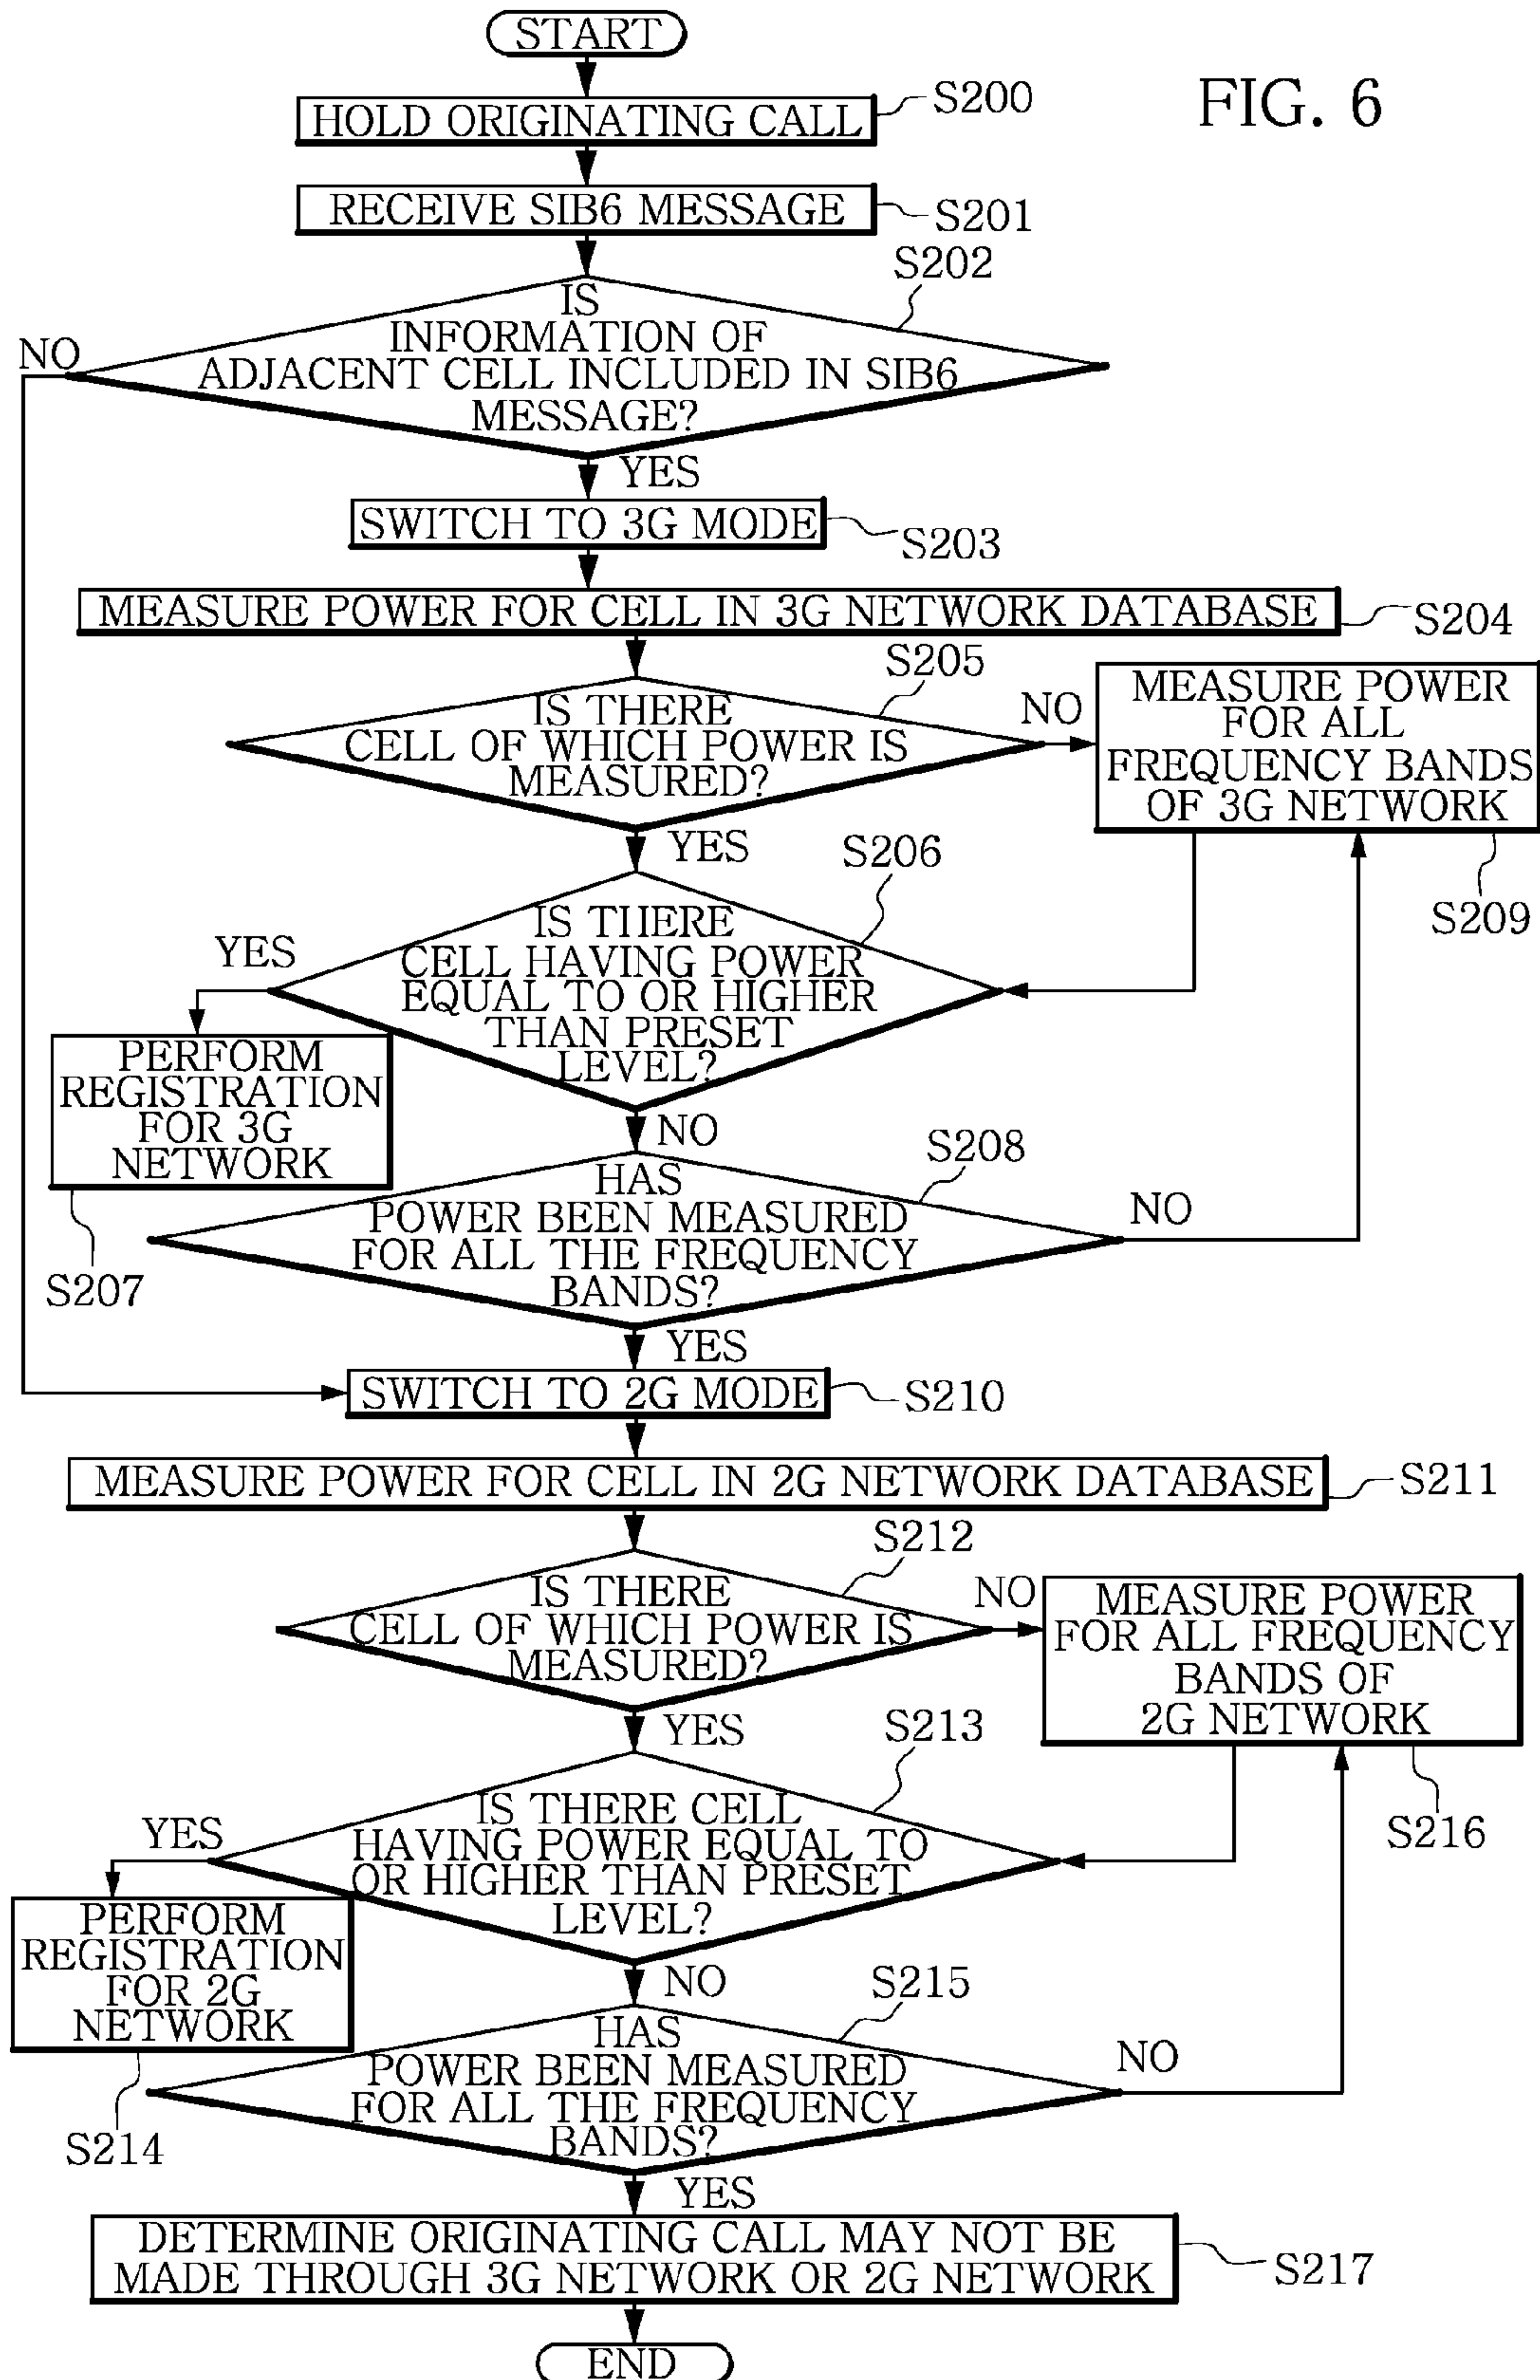 START
FIG. 6
HOLD ORIGINATING CALL
S200
RECEIVE SIB6 MESSAGE
S201
S202
IS
INFORMATION OF
ADJACENT CELL INCLUDED IN SIB6
MESSAGE?
NO
YES
SWITCH TO 3G MODE
S203
MEASURE POWER FOR CELL IN 3G NETWORK DATABASE
S204
S205
IS THERE
CELL OF WHICH POWER IS
MEASURED?
NO
MEASURE POWER
FOR ALL
FREQUENCY BANDS
OF 3G NETWORK
S209
YES
S206
IS THERE
CELL HAVING POWER
EQUAL TO OR HIGHER
THAN PRESET
LEVEL?
YES
PERFORM
REGISTRATION
FOR 3G
NETWORK
S207
NO
S208
HAS
POWER BEEN MEASURED
FOR ALL THE FREQUENCY
BANDS?
NO
YES
SWITCH TO 2G MODE
S210
MEASURE POWER FOR CELL IN 2G NETWORK DATABASE
S211
S212
IS THERE
CELL OF WHICH POWER IS
MEASURED?
NO
MEASURE POWER
FOR ALL FREQUENCY
BANDS OF
2G NETWORK
S216
YES
S213
IS THERE CELL
HAVING POWER EQUAL TO
OR HIGHER THAN PRESET
LEVEL?
YES
PERFORM
REGISTRATION
FOR 2G
NETWORK
S214
NO
S215
HAS
POWER BEEN MEASURED
FOR ALL THE FREQUENCY
BANDS?
NO
YES
DETERMINE ORIGINATING CALL MAY NOT BE
MADE THROUGH 3G NETWORK OR 2G NETWORK
S217
END